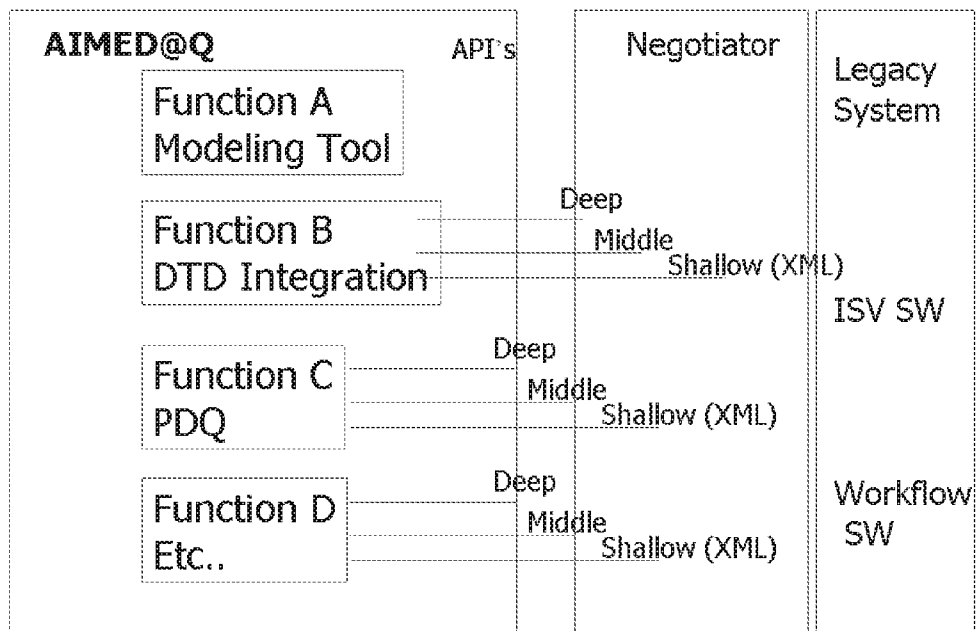 AIMED@Q
API's
Negotiator
Legacy
System
Function A
Modeling Tool
Function B
DTD Integration
Deep
Middle
Shallow (XML)
ISV SW
Function C
PDQ
Deep
Middle
Shallow (XML)
Function D
Etc..
Deep
Middle
Shallow (XML)
Workflow
SW